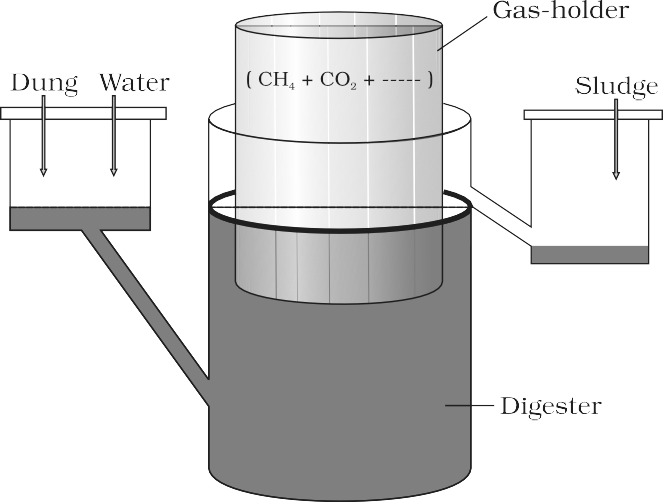 Gas-holder
Dung Water
( CH₄ + CO₂ + ----- )
Sludge
Digester